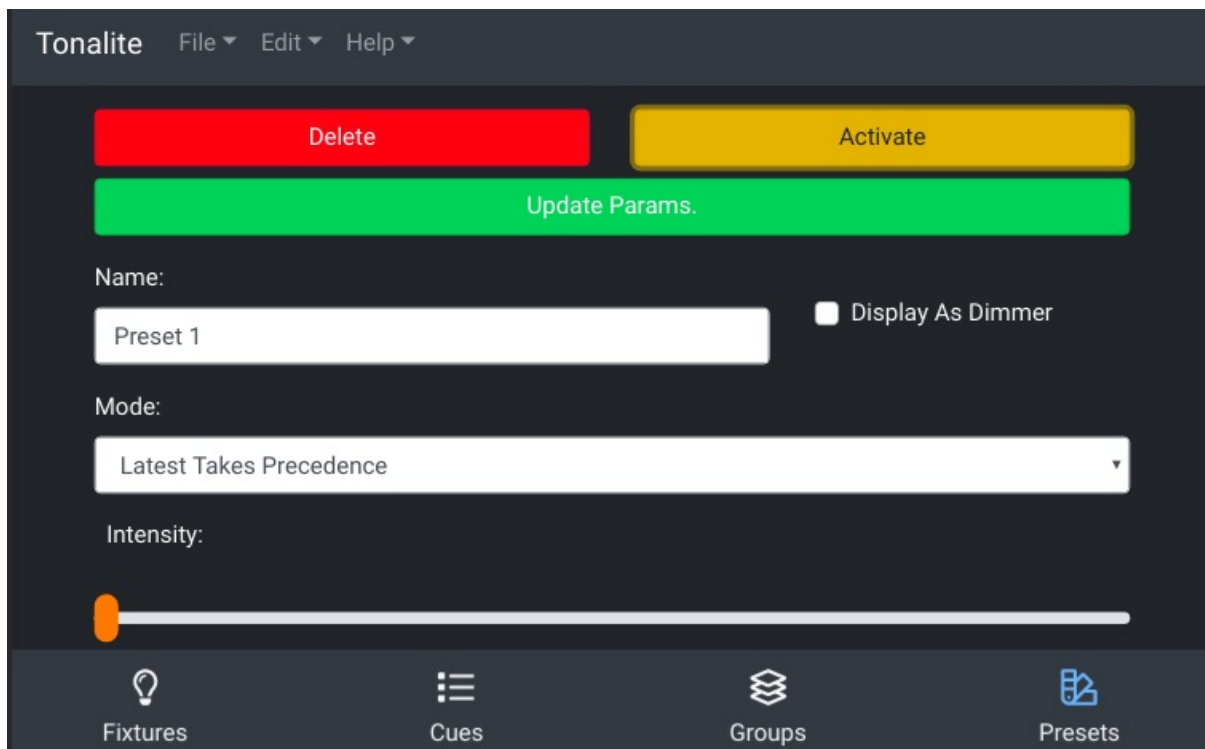 Tonalite File Edit Help
Delete Activate
Update Params.
Name:
Preset 1
Display As Dimmer
Mode:
Latest Takes Precedence
Intensity:
Fixtures Cues Groups Presets